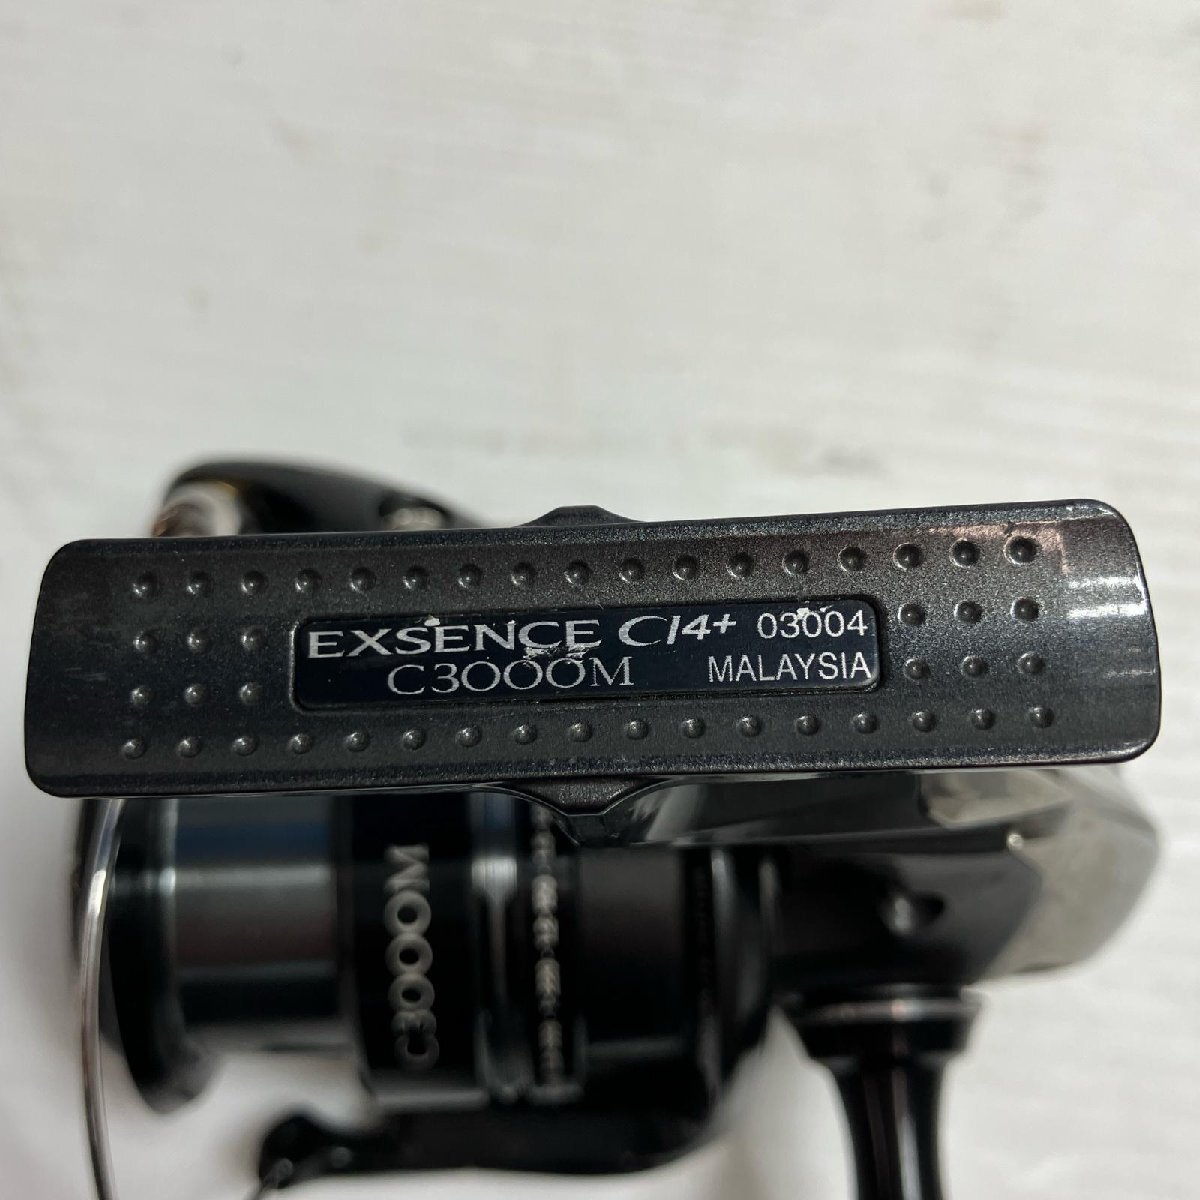 EXSENCE CI4+ 03004
C3000M MALAYSIA
C3000M